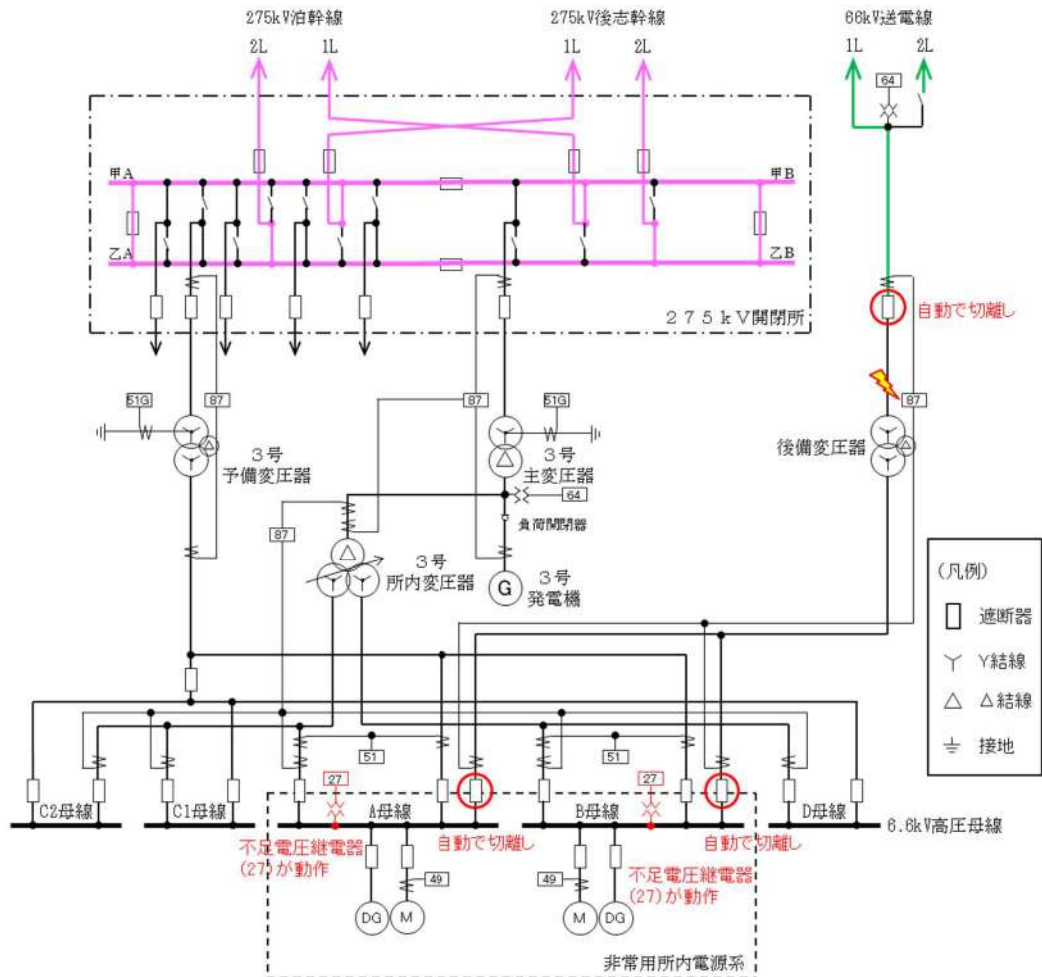 275kV泊幹線
275kV後志幹線
66kV送電線
2L
1L
1L
2L
1L
2L
64
甲A
甲B
乙A
乙B
275kV開閉所
自動で切離し
51G
87
87
51G
87
3号
予備変圧器
3号
主変圧器
後備変圧器
64
負荷開閉器
87
3号
所内変圧器
G
3号
発電機
(凡例)
遮断器
Y結線
Δ結線
接地
51
51
27
27
C2母線
C1母線
A母線
B母線
D母線
6.6kV高圧母線
不足電圧継電器
(27)が動作
自動で切離し
自動で切離し
不足電圧継電器
(27)が動作
49
49
DG
M
M
DG
非常用所内電源系